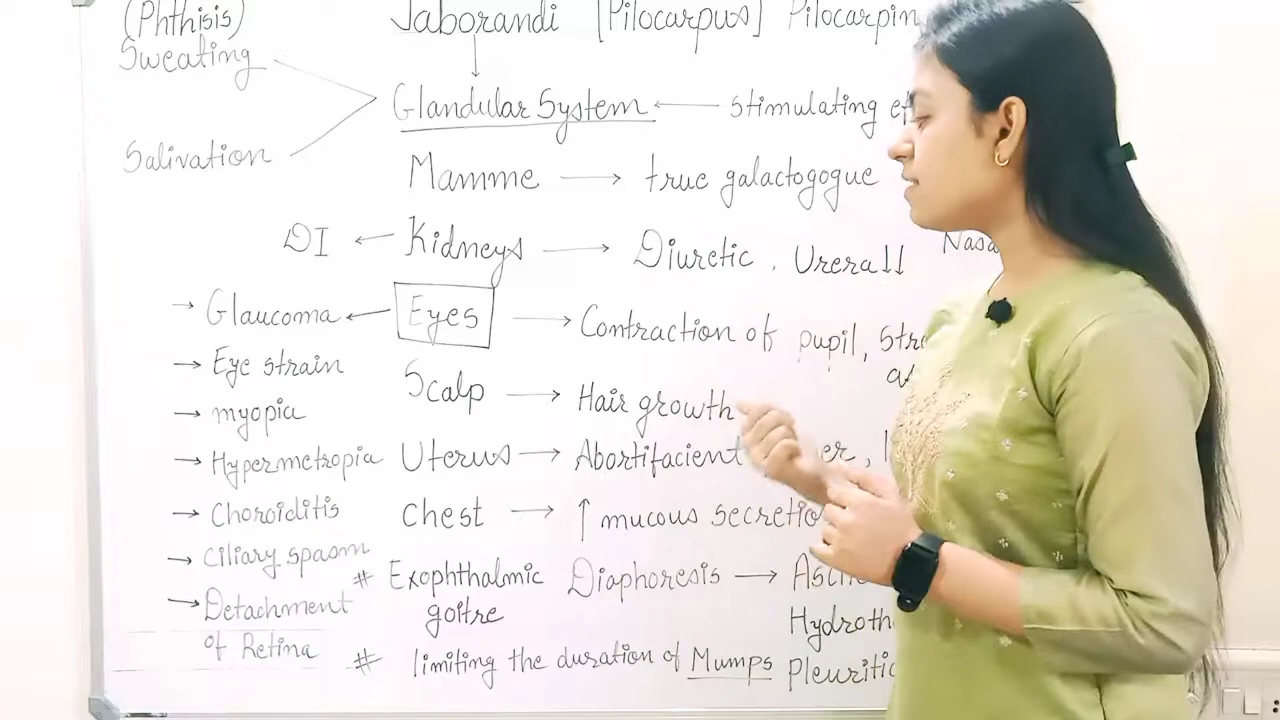 (Phthisis) Jaborandi [Pilocarpus] Pilocarpin
Sweating
Glandular System ← Stimulating ef
Salivation
Mamme → true galactogogue
DI ← Kidneys → Diuretic, Urera↓↓ Nasa
→ Glaucoma ← Eyes → Contraction of pupil, Str
as
→ Eye strain
Scalp → Hair growth
→ myopia
→ Hypermetropia
Uterus → Abortifacient
→ Choroiditis
Chest → ↑ mucous secretio
→ Ciliary spasm
# Exophthalmic goitre
Diaphoresis → Asth
→ Detachment of Retina
Hydroth
# limiting the duration of Mumps
Pleuritic